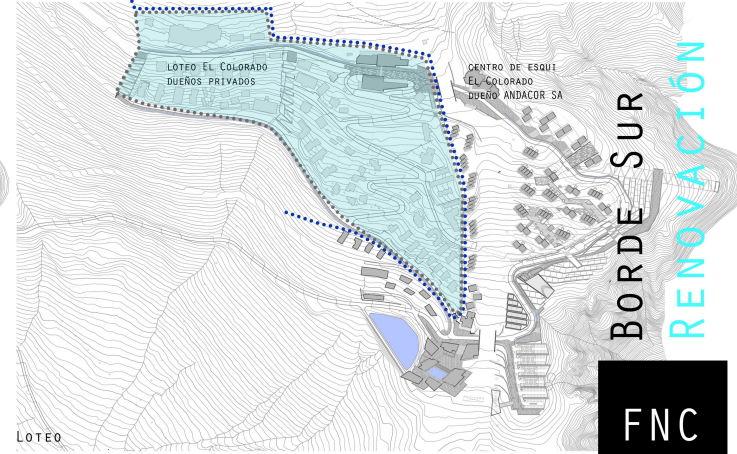 LOTEO EL COLORADO
DUEÑOS PRIVADOS
CENTRO DE ESQUI
EL COLORADO
DUEÑO ANDACOR SA
BORDE SUR
RENOVACIÓN
FNC
LOTEO